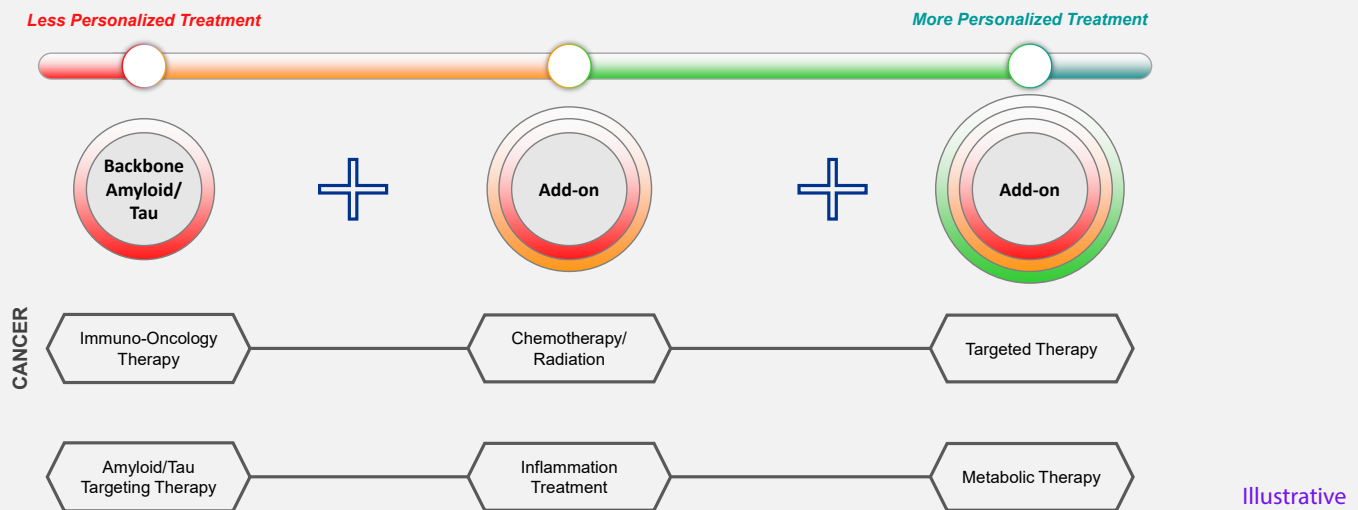 Less Personalized Treatment
More Personalized Treatment
Backbone
Amyloid/
Tau
Add-on
Add-on
CANCER
Immuno-Oncology
Therapy
Chemotherapy/
Radiation
Targeted Therapy
Amyloid/Tau
Targeting Therapy
Inflammation
Treatment
Metabolic Therapy
Illustrative